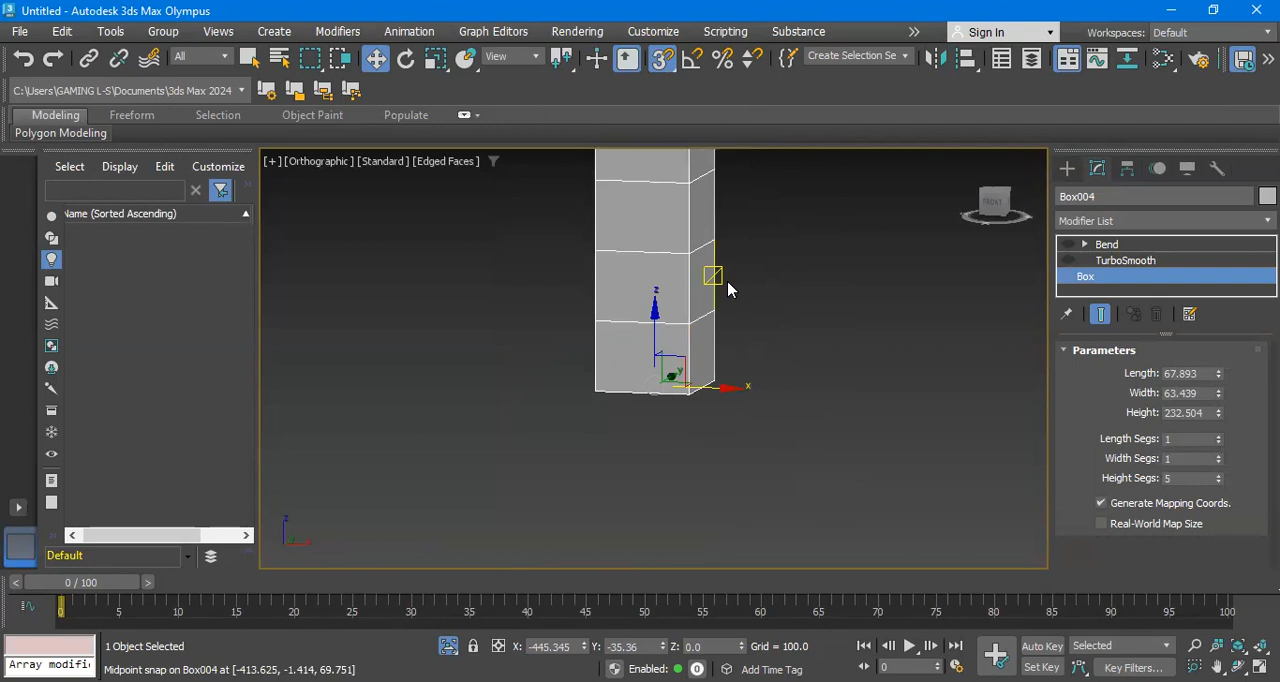 Untitled - Autodesk 3ds Max Olympus
File Edit Tools Group Views Create Modifiers Animation Graph Editors Rendering Customize Scripting Substance Sign In Workspaces: Default
All View Create Selection Se
C:\Users\GAMING L-S\Documents\3ds Max 2024
Modeling Freeform Selection Object Paint Populate
Polygon Modeling
Select Display Edit Customize
[+] [Orthographic] [Standard] [Edged Faces]
Name (Sorted Ascending)
FRONT
z
y
x
z
Box004
Modifier List
Bend
TurboSmooth
Box
Parameters
Length: 67.893
Width: 63.439
Height: 232.504
Length Segs: 1
Width Segs: 1
Height Segs: 5
Generate Mapping Coords.
Real-World Map Size
Default
0 / 100
0 5 10 15 20 25 30 35 40 45 50 55 60 65 70 75 80 85 90 95 100
1 Object Selected X: -445.345 Y: -35.36 Z: 0.0 Grid = 100.0 Auto Key Selected
Array modifi
Midpoint snap on Box004 at [-413.625, -1.414, 69.751] Enabled: 0 Add Time Tag 0 Set Key Key Filters...